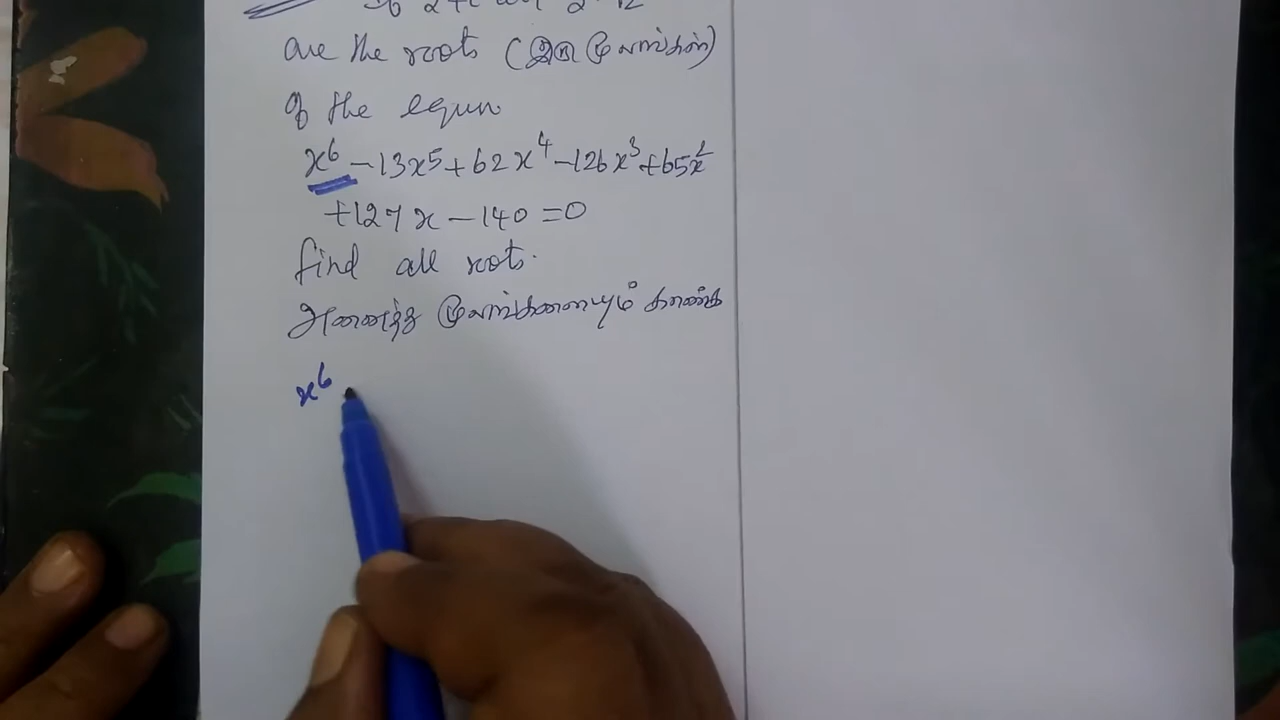 are the roots (இரு மூலங்கள்)
of the equn
x⁶ - 13x⁵ + 62x⁴ - 126x³ + 65x²
+127x - 140 = 0
find all roots.
அனைத்து மூலங்களையும் காண்க
x⁶